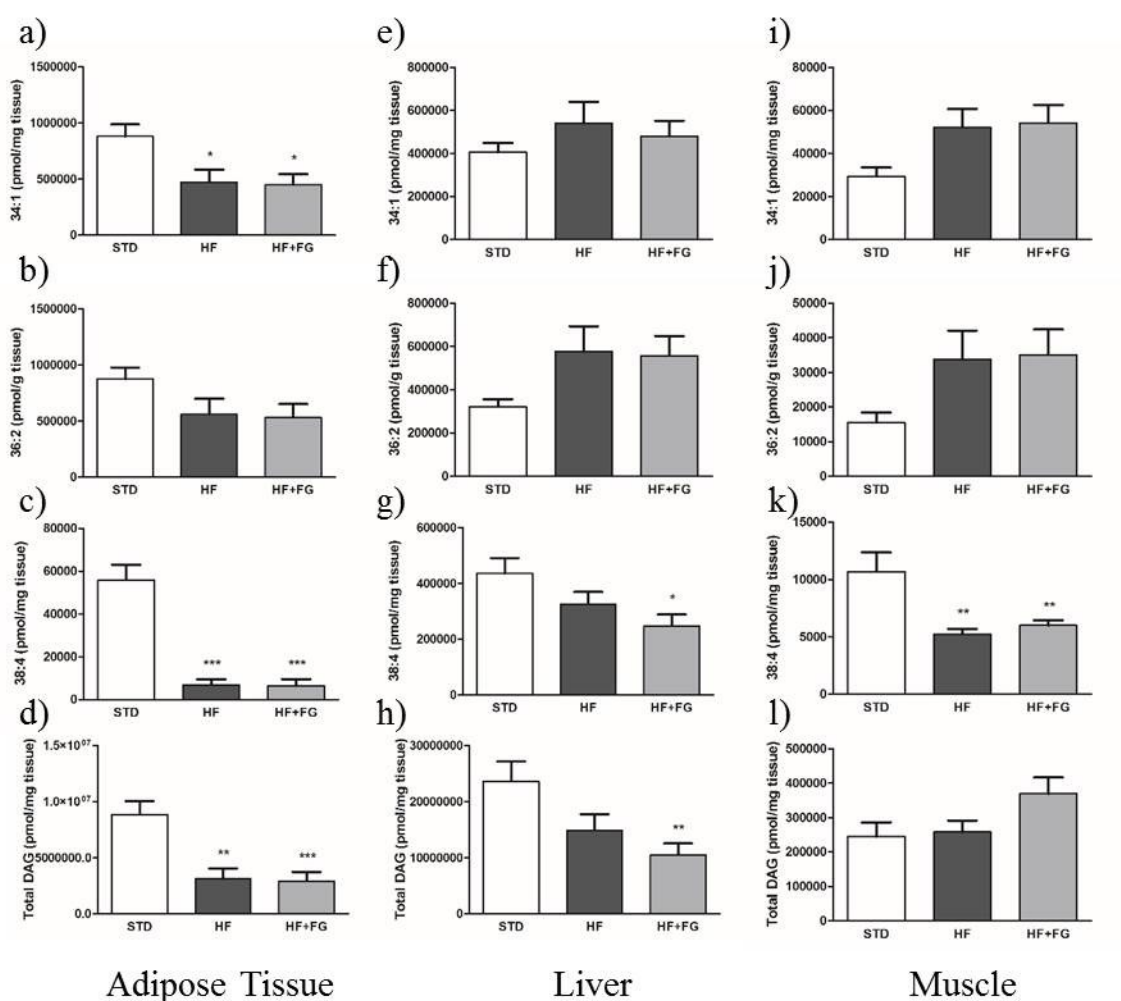 a)
1500000
1000000
500000
0
34:1 (pmol/mg tissue)
*
*
STD HF HF+FG
e)
800000
600000
400000
200000
0
34:1 (pmol/mg tissue)
STD HF HF+FG
i)
80000
60000
40000
20000
0
34:1 (pmol/mg tissue)
STD HF HF+FG
b)
1500000
1000000
500000
0
36:2 (pmol/g tissue)
STD HF HF+FG
f)
800000
600000
400000
200000
0
36:2 (pmol/g tissue)
STD HF HF+FG
j)
50000
40000
30000
20000
10000
0
36:2 (pmol/g tissue)
STD HF HF+FG
c)
80000
60000
40000
20000
0
38:4 (pmol/mg tissue)
***
***
STD HF HF+FG
g)
600000
400000
200000
0
38:4 (pmol/mg tissue)
*
STD HF HF+FG
k)
15000
10000
5000
0
38:4 (pmol/mg tissue)
**
**
STD HF HF+FG
d)
1.5×10⁰⁷
1.0×10⁰⁷
5000000.0
0.0
Total DAG (pmol/mg tissue)
**
***
STD HF HF+FG
h)
30000000
20000000
10000000
0
Total DAG (pmol/mg tissue)
**
STD HF HF+FG
l)
500000
400000
300000
200000
100000
0
Total DAG (pmol/mg tissue)
STD HF HF+FG
Adipose Tissue
Liver
Muscle